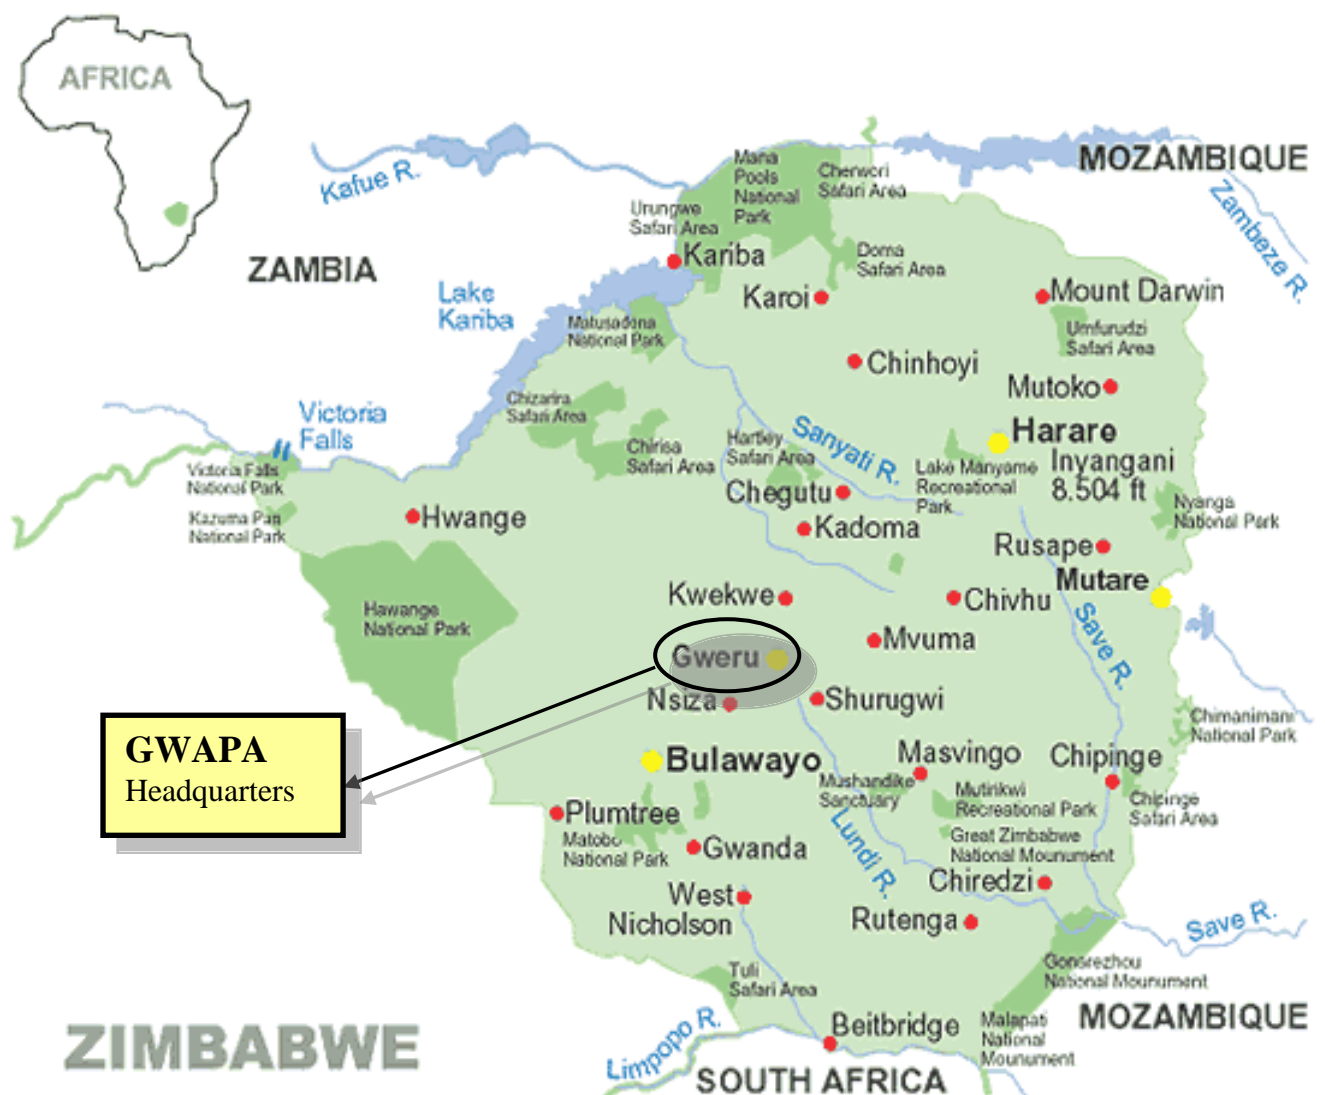 AFRICA
MOZAMBIQUE
Kafue R.
Zambeze R.
Mana
Pools
National
Park
Cherwori
Safari Area
Urungwe
Safari Area
Kariba
Doma
Safari Area
ZAMBIA
Lake
Kariba
Karoi
Mount Darwin
Matusadona
National Park
Umfurudzi
Safari Area
Chinhoyi
Mutoko
Chizarira
Safari Area
Victoria
Falls
Harare
Inyangani
8.504 ft
Sanyati R.
Hartley
Safari Area
Chirisa
Safari Area
Lake Manyame
Recreational
Park
Victoria Falls
National Park
Chegutu
Nyanga
National Park
Kazuma Pan
National Park
Hwange
Kadoma
Rusape
Mutare
Kwekwe
Chivhu
Hawange
National Park
Save R.
Mvuma
Gweru
Nsiza
Shurugwi
Chimanimani
National Park
GWAPA
Headquarters
Bulawayo
Masvingo
Chipinge
Mushandike
Sanctuary
Mutirikwi
Recreational Park
Chipinge
Safari Area
Plumtree
Matobo
National Park
Lundi R.
Great Zimbabwe
National Mounument
Gwanda
Chiredzi
West
Nicholson
Rutenga
Save R.
Gonsrezhou
National Mounument
Tuli
Safari Area
MOZAMBIQUE
Beitbridge
Malapati
National
Mounument
ZIMBABWE
Limpopo R.
SOUTH AFRICA